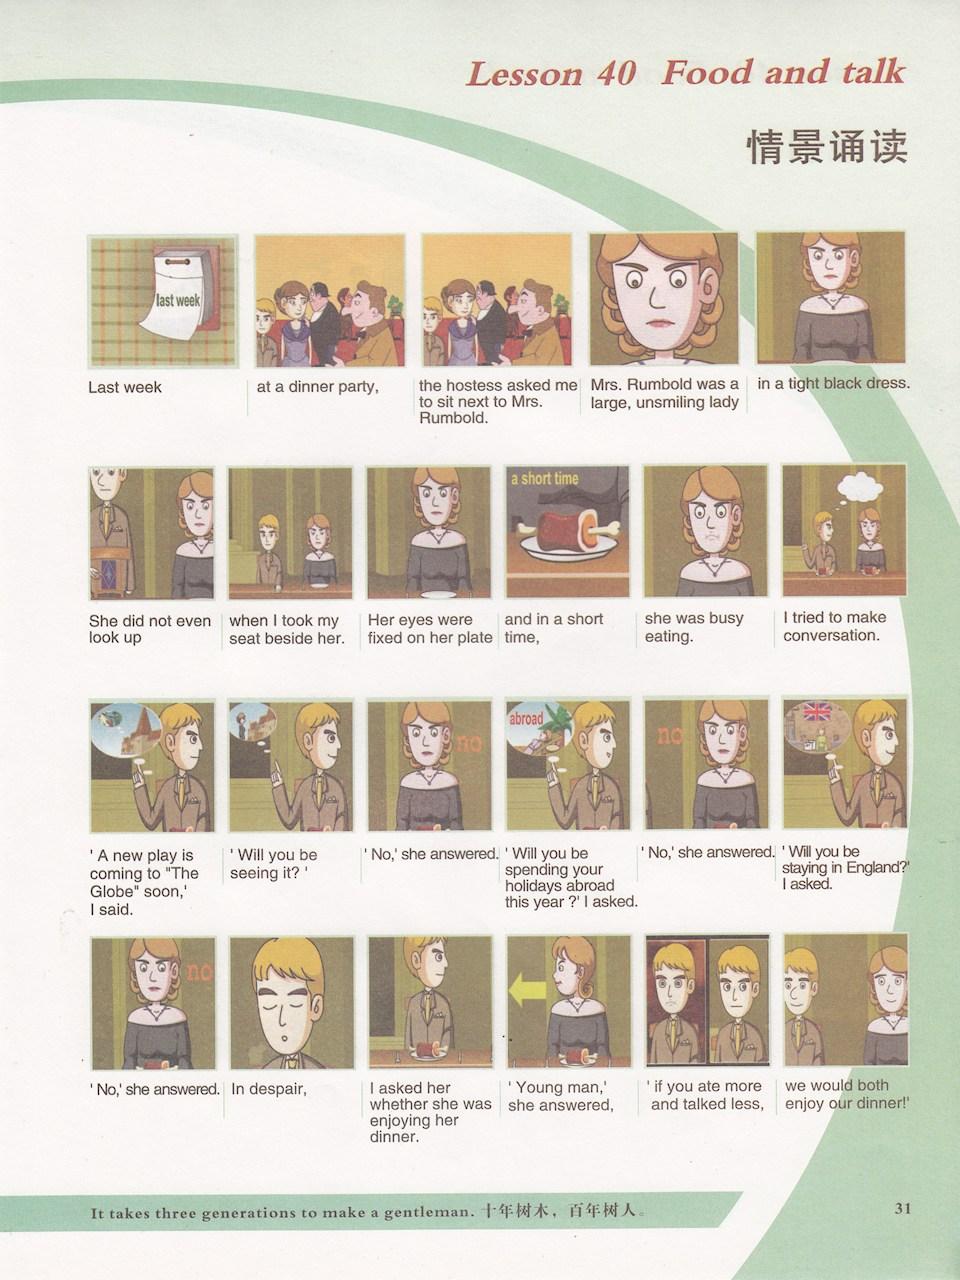 Lesson 40 Food and talk
情景诵读
last week
Last week
at a dinner party,
the hostess asked me
to sit next to Mrs.
Rumbold.
Mrs. Rumbold was a
large, unsmiling lady
in a tight black dress.
a short time
She did not even
look up
when I took my
seat beside her.
Her eyes were
fixed on her plate
and in a short
time,
she was busy
eating.
I tried to make
conversation.
no
abroad
no
' A new play is
coming to "The
Globe" soon,'
I said.
' Will you be
seeing it? '
' No,' she answered.
' Will you be
spending your
holidays abroad
this year ?' I asked.
' No,' she answered.
' Will you be
staying in England?'
I asked.
no
' No,' she answered.
In despair,
I asked her
whether she was
enjoying her
dinner.
' Young man,'
she answered,
' if you ate more
and talked less,
we would both
enjoy our dinner!'
It takes three generations to make a gentleman. 十年树木，百年树人。
31